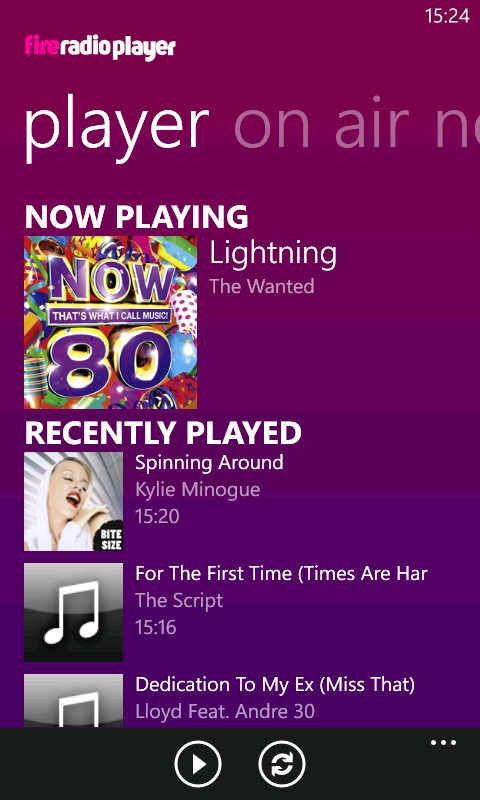 15:24
fireradioplayer
player on air n
NOW PLAYING
NOW
THAT'S WHAT I CALL MUSIC!
80
Lightning
The Wanted
RECENTLY PLAYED
BITE
SIZE
Spinning Around
Kylie Minogue
15:20
For The First Time (Times Are Har
The Script
15:16
Dedication To My Ex (Miss That)
Lloyd Feat. Andre 30